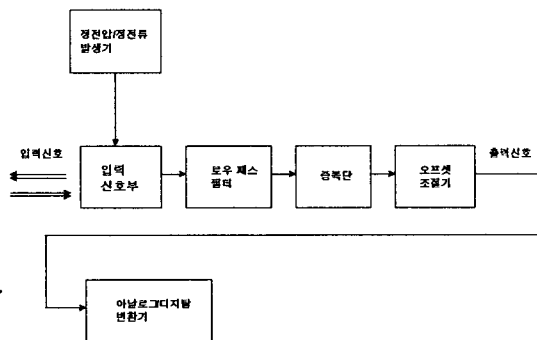 정전압/정전류
발생기
입력신호
입력
신호부
로우 패스
필터
증폭단
오프셋
조절기
출력신호
아날로그디지탈
변환기